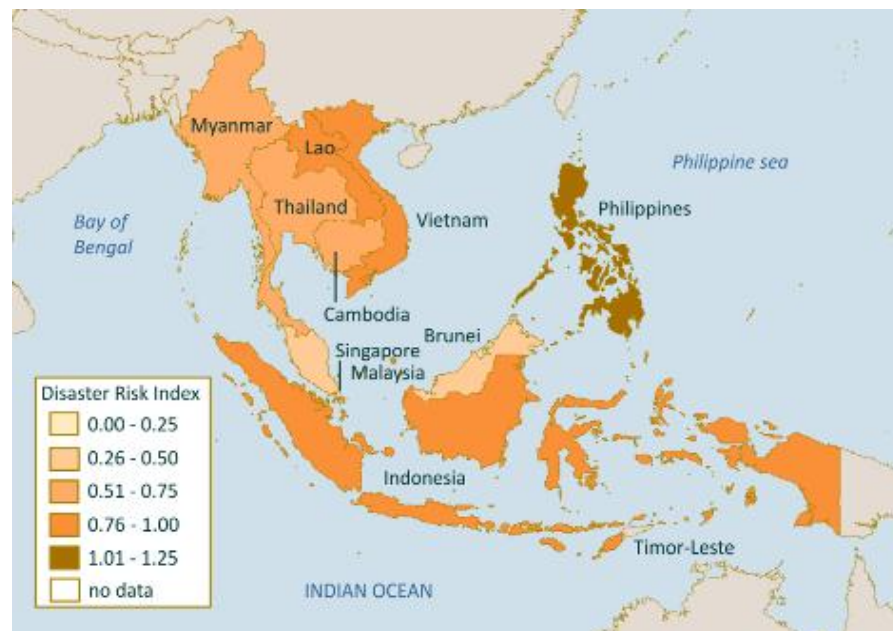 Myanmar
Lao
Philippine sea
Thailand
Philippines
Bay of
Bengal
Vietnam
Cambodia
Brunei
Singapore
Malaysia
Disaster Risk Index
0.00 - 0.25
0.26 - 0.50
0.51 - 0.75
0.76 - 1.00
1.01 - 1.25
no data
Indonesia
Timor-Leste
INDIAN OCEAN